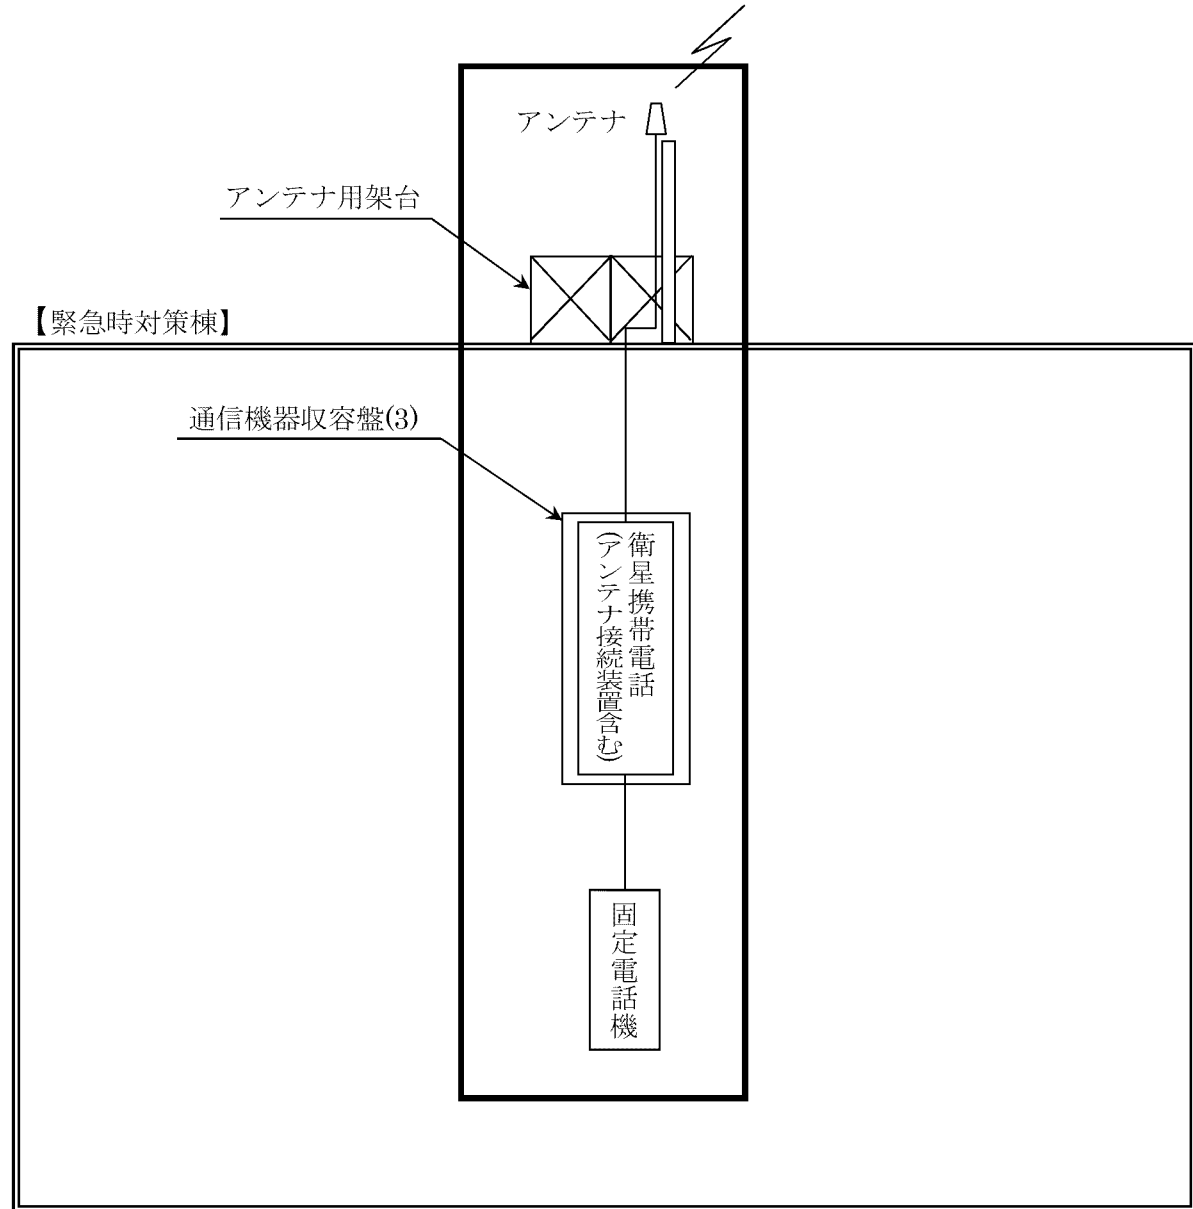 アンテナ
アンテナ用架台
【緊急時対策棟】
通信機器収容盤(3)
衛星携帯電話
(アンテナ接続装置含む)
固定電話機